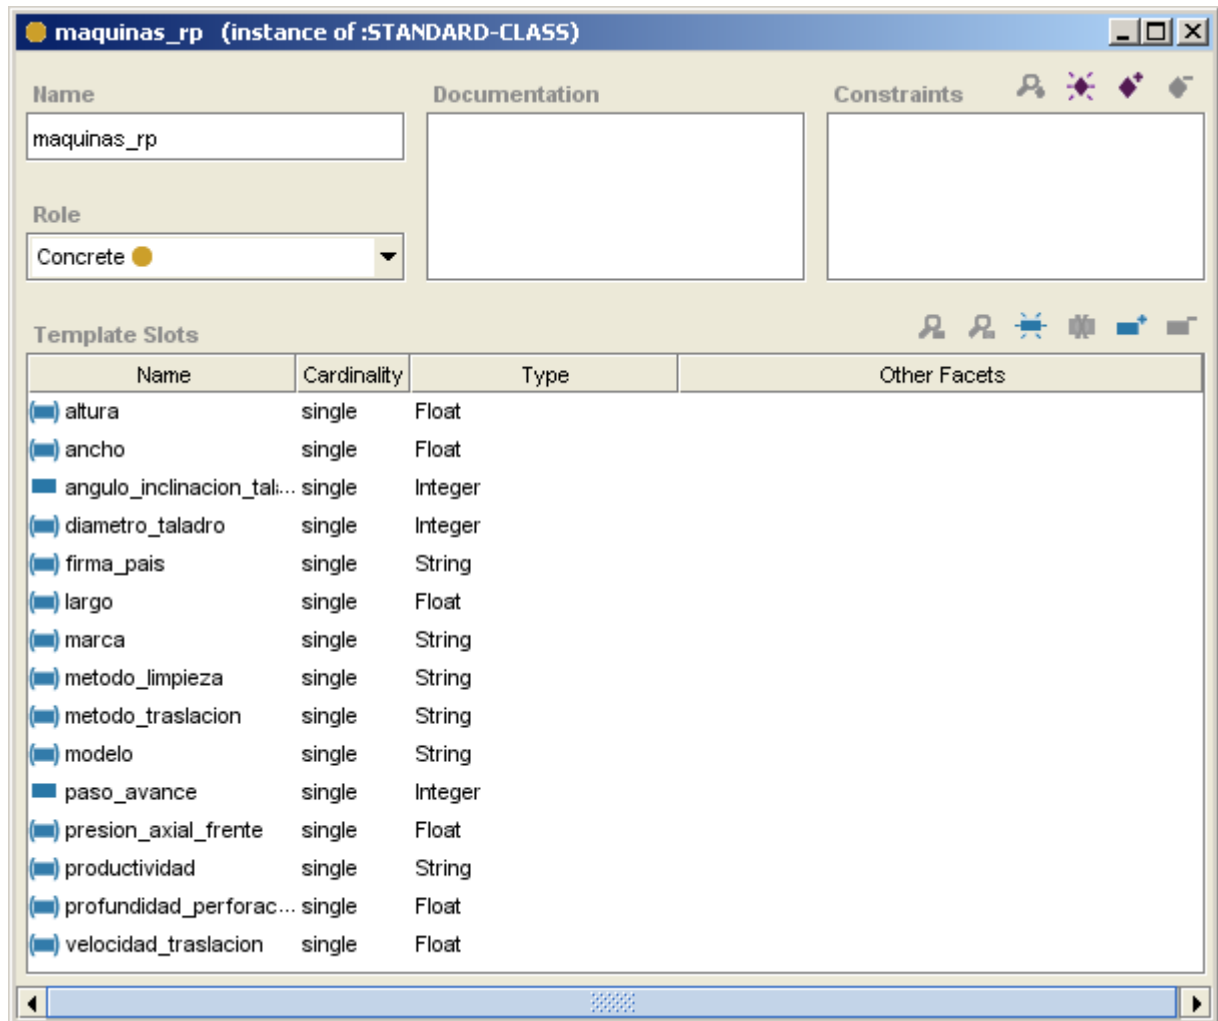 maquinas_rp (instance of :STANDARD-CLASS)
Name Documentation Constraints
maquinas_rp
Role
Concrete
Template Slots
Name Cardinality Type Other Facets
altura single Float
ancho single Float
angulo_inclinacion_tal... single Integer
diametro_taladro single Integer
firma_pais single String
largo single Float
marca single String
metodo_limpieza single String
metodo_traslacion single String
modelo single String
paso_avance single Integer
presion_axial_frente single Float
productividad single String
profundidad_perforac... single Float
velocidad_traslacion single Float